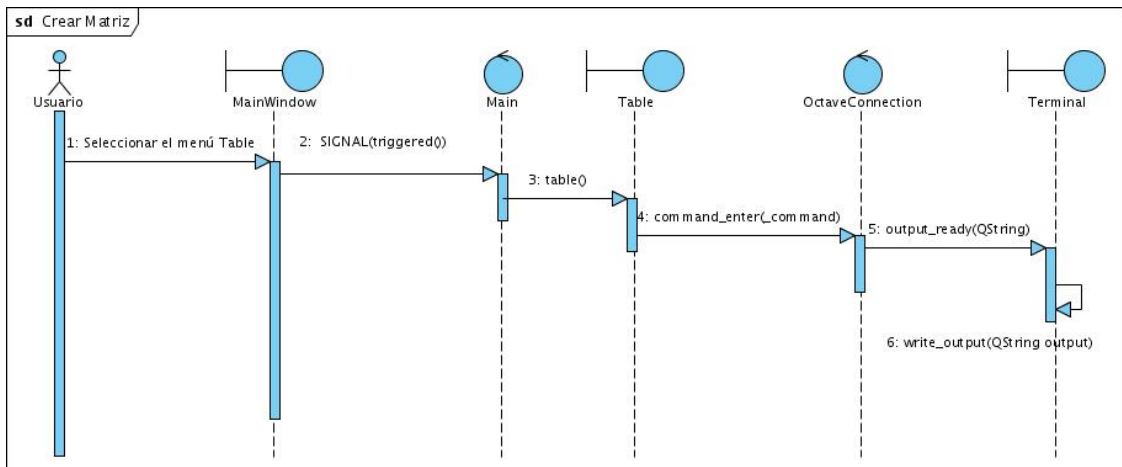 sd Crear Matriz
Usuario
MainWindow
Main
Table
OctaveConnection
Terminal
1: Seleccionar el menú Table
2: SIGNAL(triggered())
3: table()
4: command_enter(_command)
5: output_ready(QString)
6: write_output(QString output)